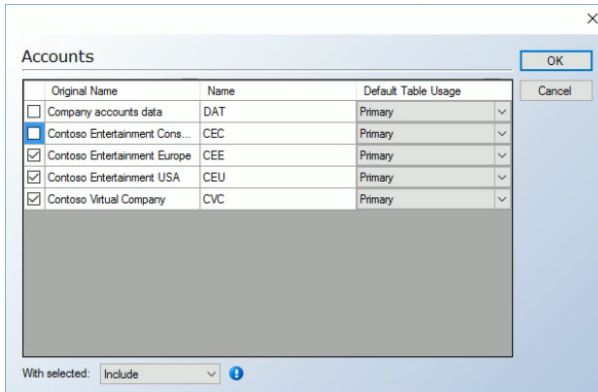 Accounts
OK
Cancel
Original Name Name Default Table Usage
Company accounts data DAT Primary
Contoso Entertainment Cons... CEC Primary
Contoso Entertainment Europe CEE Primary
Contoso Entertainment USA CEU Primary
Contoso Virtual Company CVC Primary
With selected: Include